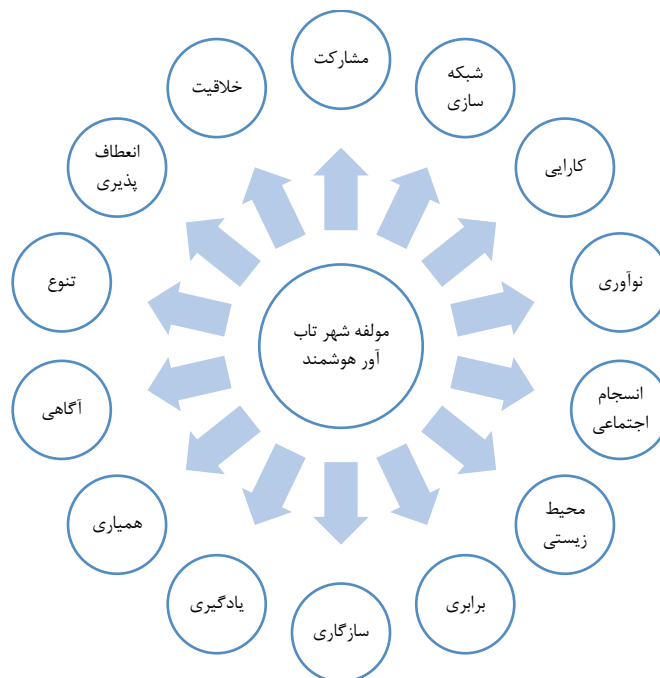 مشارکت
شبکه
سازی
کارایی
نوآوری
انسجام
اجتماعی
محیط
زیستی
برابری
سازگاری
یادگیری
همیاری
آگاهی
تنوع
انعطاف
پذیری
خلاقیت
مولفه شهر تاب
آور هوشمند